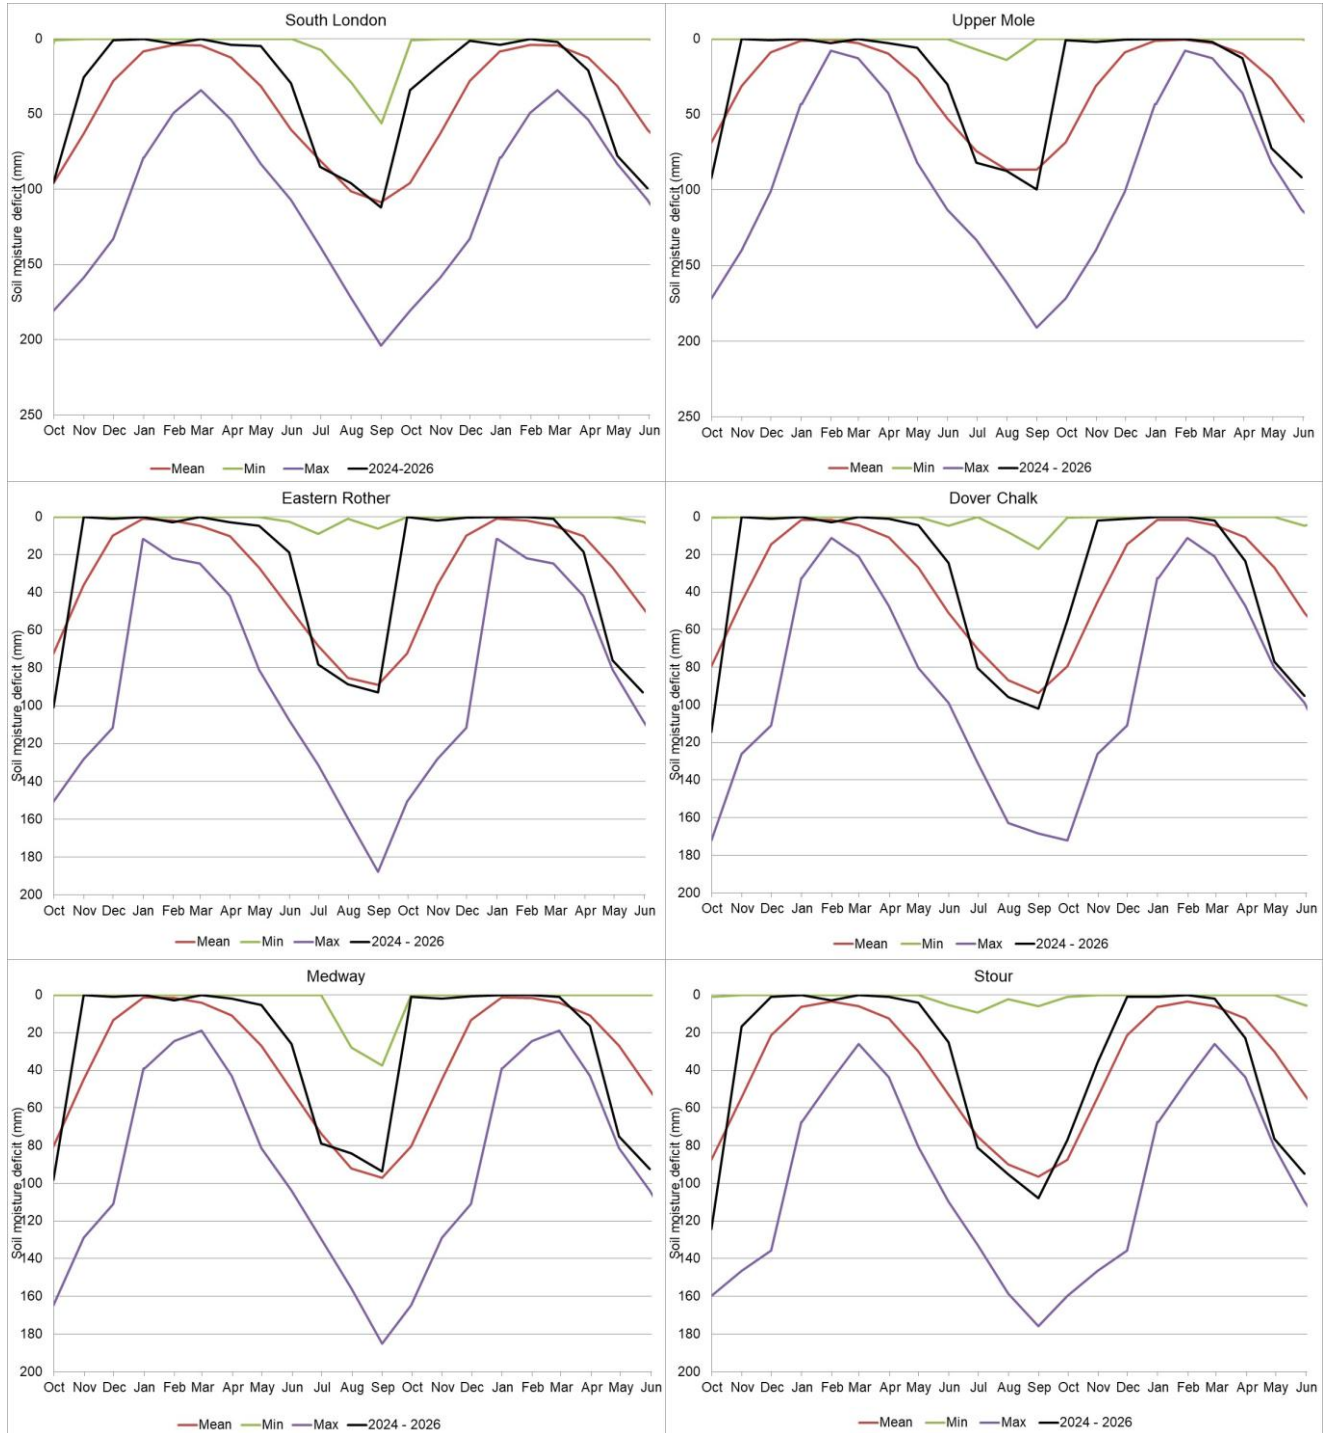 South London
Soil moisture deficit (mm)
0
50
100
150
200
250
Oct Nov Dec Jan Feb Mar Apr May Jun Jul Aug Sep Oct Nov Dec Jan Feb Mar Apr May Jun
Mean Min Max 2024-2026
Upper Mole
Soil moisture deficit (mm)
0
50
100
150
200
250
Oct Nov Dec Jan Feb Mar Apr May Jun Jul Aug Sep Oct Nov Dec Jan Feb Mar Apr May Jun
Mean Min Max 2024 - 2026
Eastern Rother
Soil moisture deficit (mm)
0
20
40
60
80
100
120
140
160
180
200
Oct Nov Dec Jan Feb Mar Apr May Jun Jul Aug Sep Oct Nov Dec Jan Feb Mar Apr May Jun
Mean Min Max 2024 - 2026
Dover Chalk
Soil moisture deficit (mm)
0
20
40
60
80
100
120
140
160
180
200
Oct Nov Dec Jan Feb Mar Apr May Jun Jul Aug Sep Oct Nov Dec Jan Feb Mar Apr May Jun
Mean Min Max 2024 - 2026
Medway
Soil moisture deficit (mm)
0
20
40
60
80
100
120
140
160
180
200
Oct Nov Dec Jan Feb Mar Apr May Jun Jul Aug Sep Oct Nov Dec Jan Feb Mar Apr May Jun
Mean Min Max 2024 - 2026
Stour
Soil moisture deficit (mm)
0
20
40
60
80
100
120
140
160
180
200
Oct Nov Dec Jan Feb Mar Apr May Jun Jul Aug Sep Oct Nov Dec Jan Feb Mar Apr May Jun
Mean Min Max 2024 - 2026